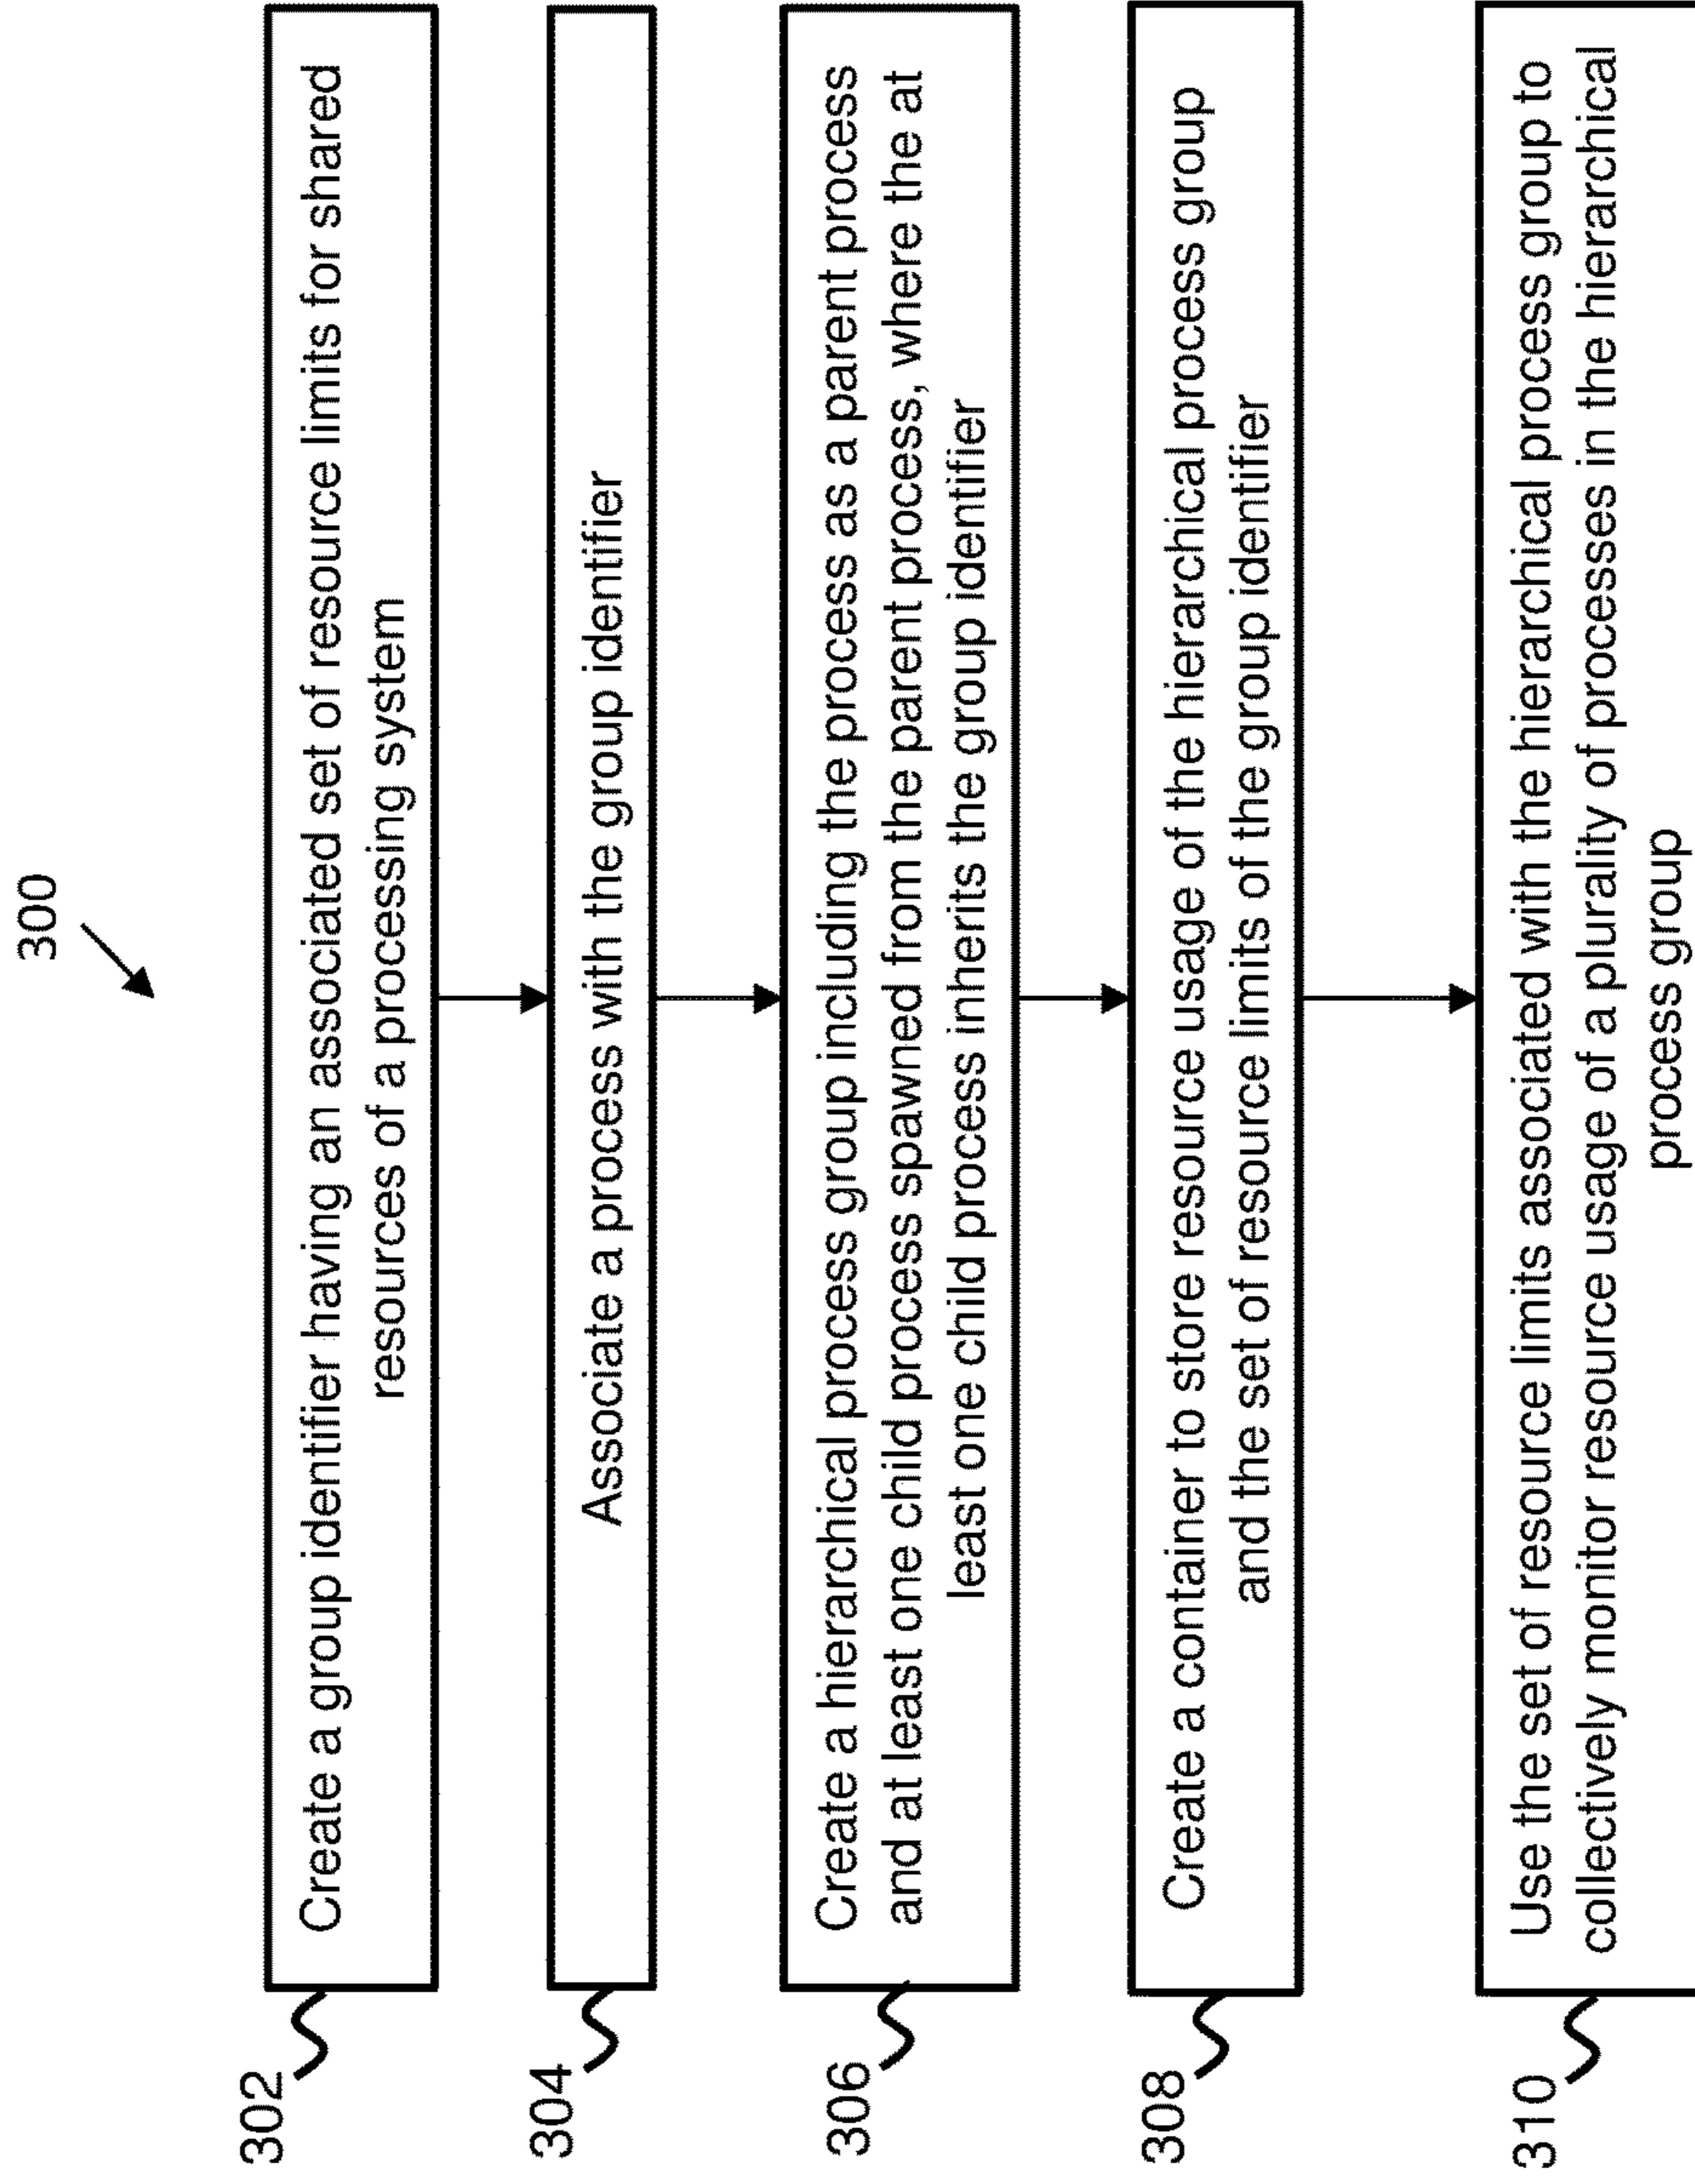 300
302
Create a group identifier having an associated set of resource limits for shared
resources of a processing system
304
Associate a process with the group identifier
306
Create a hierarchical process group including the process as a parent process
and at least one child process spawned from the parent process, where the at
least one child process inherits the group identifier
308
Create a container to store resource usage of the hierarchical process group
and the set of resource limits of the group identifier
310
Use the set of resource limits associated with the hierarchical process group to
collectively monitor resource usage of a plurality of processes in the hierarchical
process group